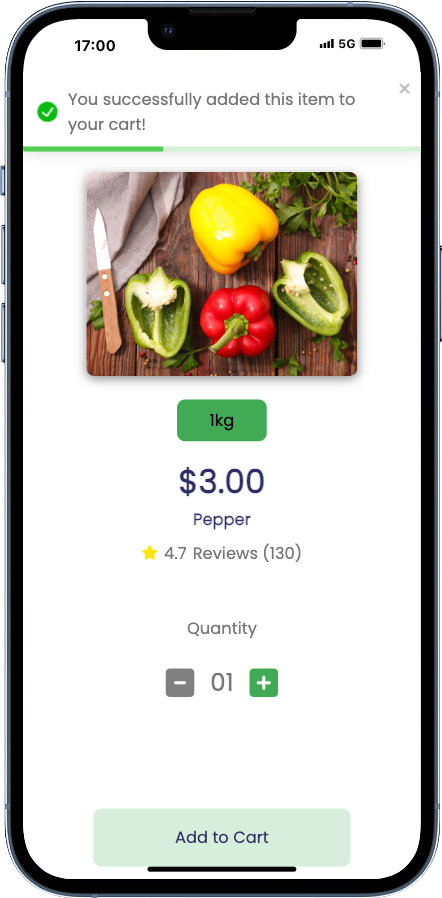 17:00
5G
You successfully added this item to
your cart!
×
1kg
$3.00
Pepper
4.7 Reviews (130)
Quantity
01
Add to Cart